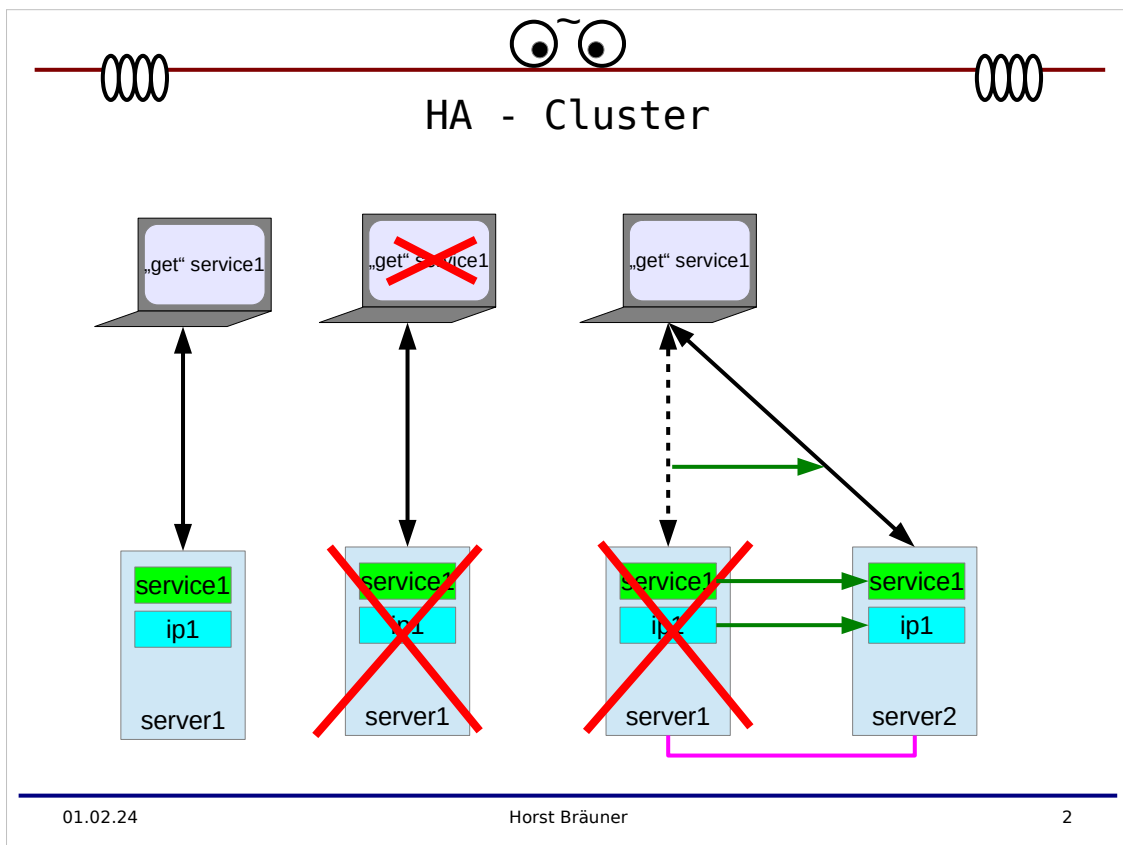 ~
HA - Cluster
„get“ service1
„get“ service1
„get“ service1
service1
ip1
server1
service1
ip1
server1
service1
ip1
server1
service1
ip1
server2
01.02.24
Horst Bräuner
2